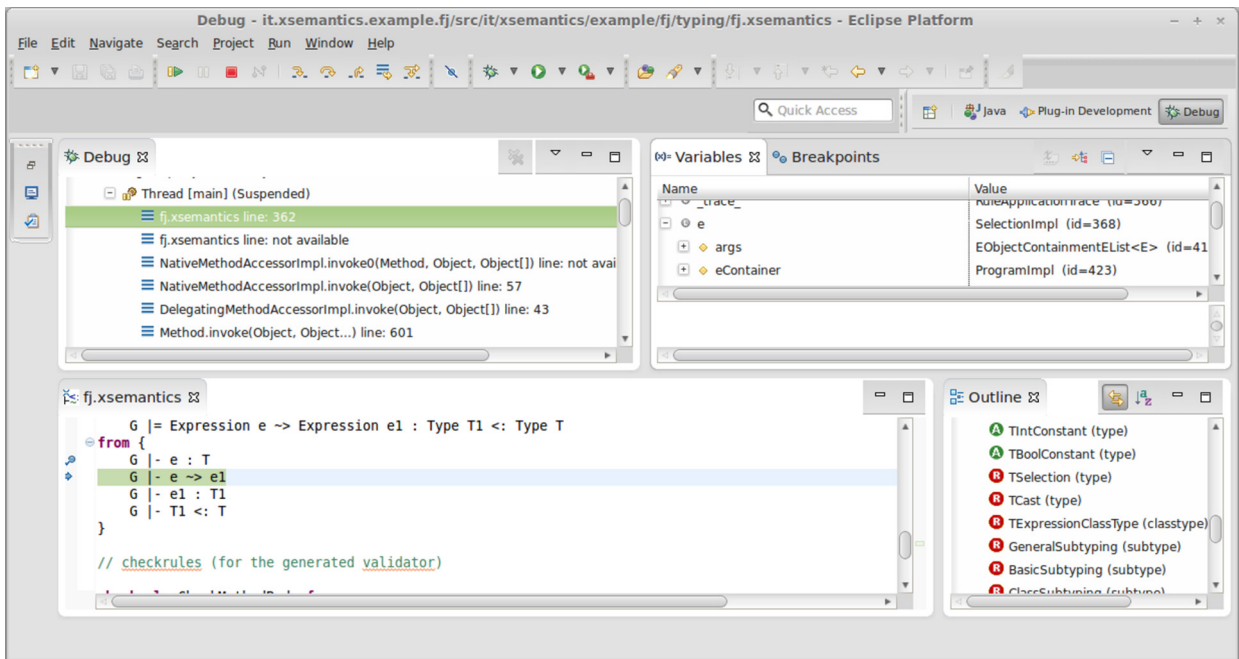 Debug - it.xsemantics.example.fj/src/it/xsemantics/example/fj/typing/fj.xsemantics - Eclipse Platform
File Edit Navigate Search Project Run Window Help
Quick Access
Java
Plug-in Development
Debug
Debug
Thread [main] (Suspended)
fj.xsemantics line: 362
fj.xsemantics line: not available
NativeMethodAccessorImpl.invoke0(Method, Object, Object[]) line: not avai
NativeMethodAccessorImpl.invoke(Object, Object[]) line: 57
DelegatingMethodAccessorImpl.invoke(Object, Object[]) line: 43
Method.invoke(Object, Object...) line: 601
(x)= Variables Breakpoints
Name Value
_trace_ RuleApplicationTrace (id=366)
e SelectionImpl (id=368)
args EObjectContainmentEList<E> (id=41
eContainer ProgramImpl (id=423)
fj.xsemantics
G |= Expression e ~> Expression e1 : Type T1 <: Type T
from {
G |- e : T
G |- e ~> e1
G |- e1 : T1
G |- T1 <: T
}
// checkrules (for the generated validator)
Outline
TIntConstant (type)
TBoolConstant (type)
TSelection (type)
TCast (type)
TExpressionClassType (classtype)
GeneralSubtyping (subtype)
BasicSubtyping (subtype)
ClassSubtyping (subtype)